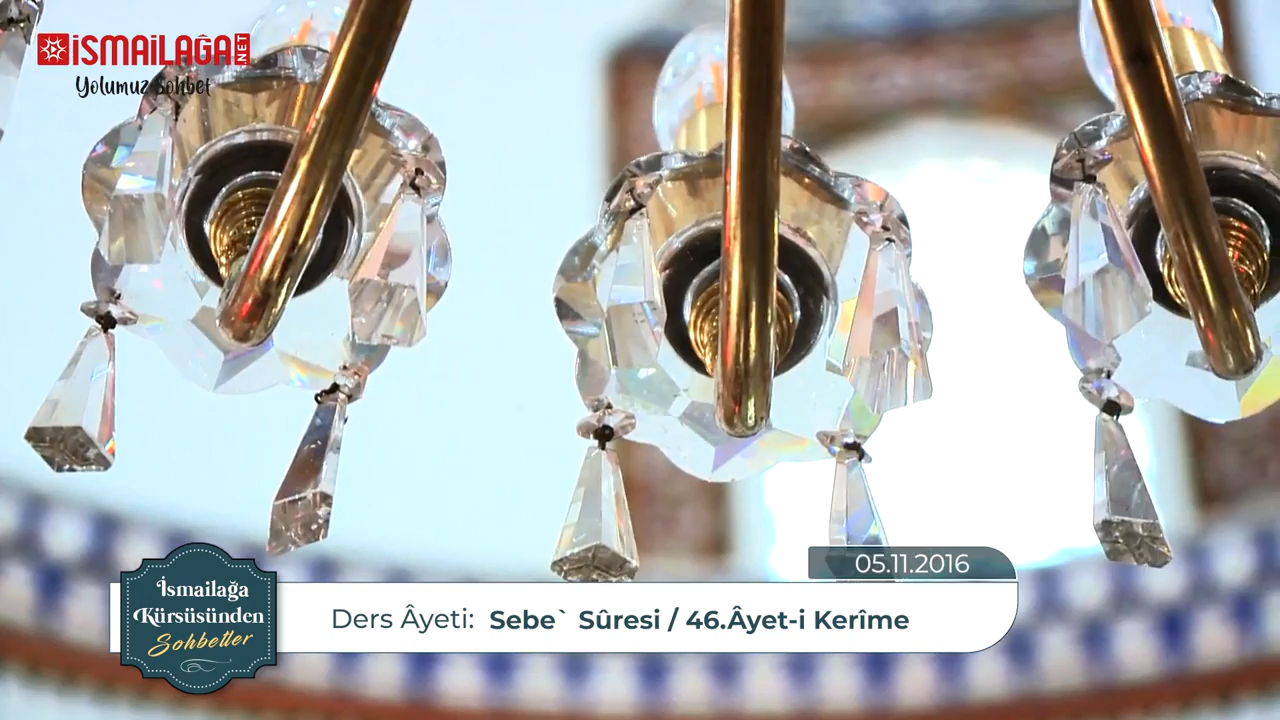 İSMAİLAĞA.NET
Yolumuz Sohbet
05.11.2016
İsmailağa
Kürsüsünden
Sohbetler
Ders Âyeti: Sebe` Sûresi / 46.Âyet-i Kerîme